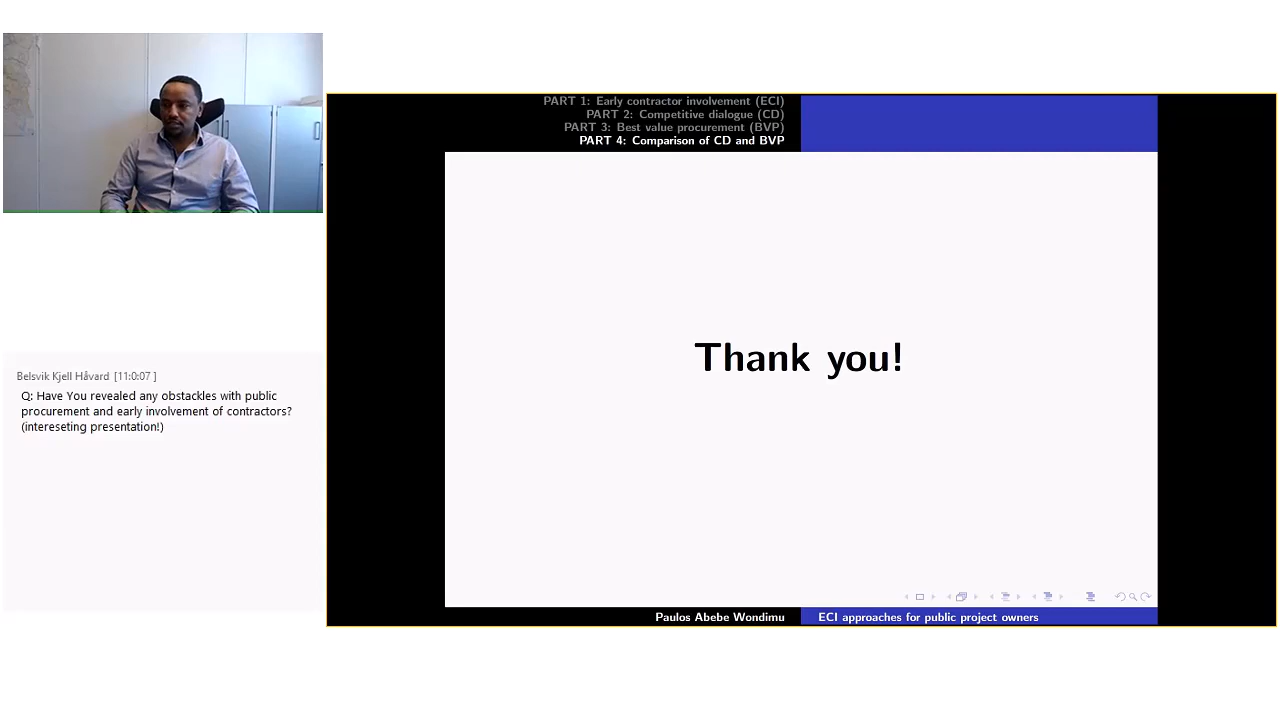 PART 1: Early contractor involvement (ECI)
PART 2: Competitive dialogue (CD)
PART 3: Best value procurement (BVP)
PART 4: Comparison of CD and BVP
Thank you!
Belsvik Kjell Håvard [11:0:07 ]
Q: Have You revealed any obstacles with public
procurement and early involvement of contractors?
(intereseting presentation!)
Paulos Abebe Wondimu
ECI approaches for public project owners